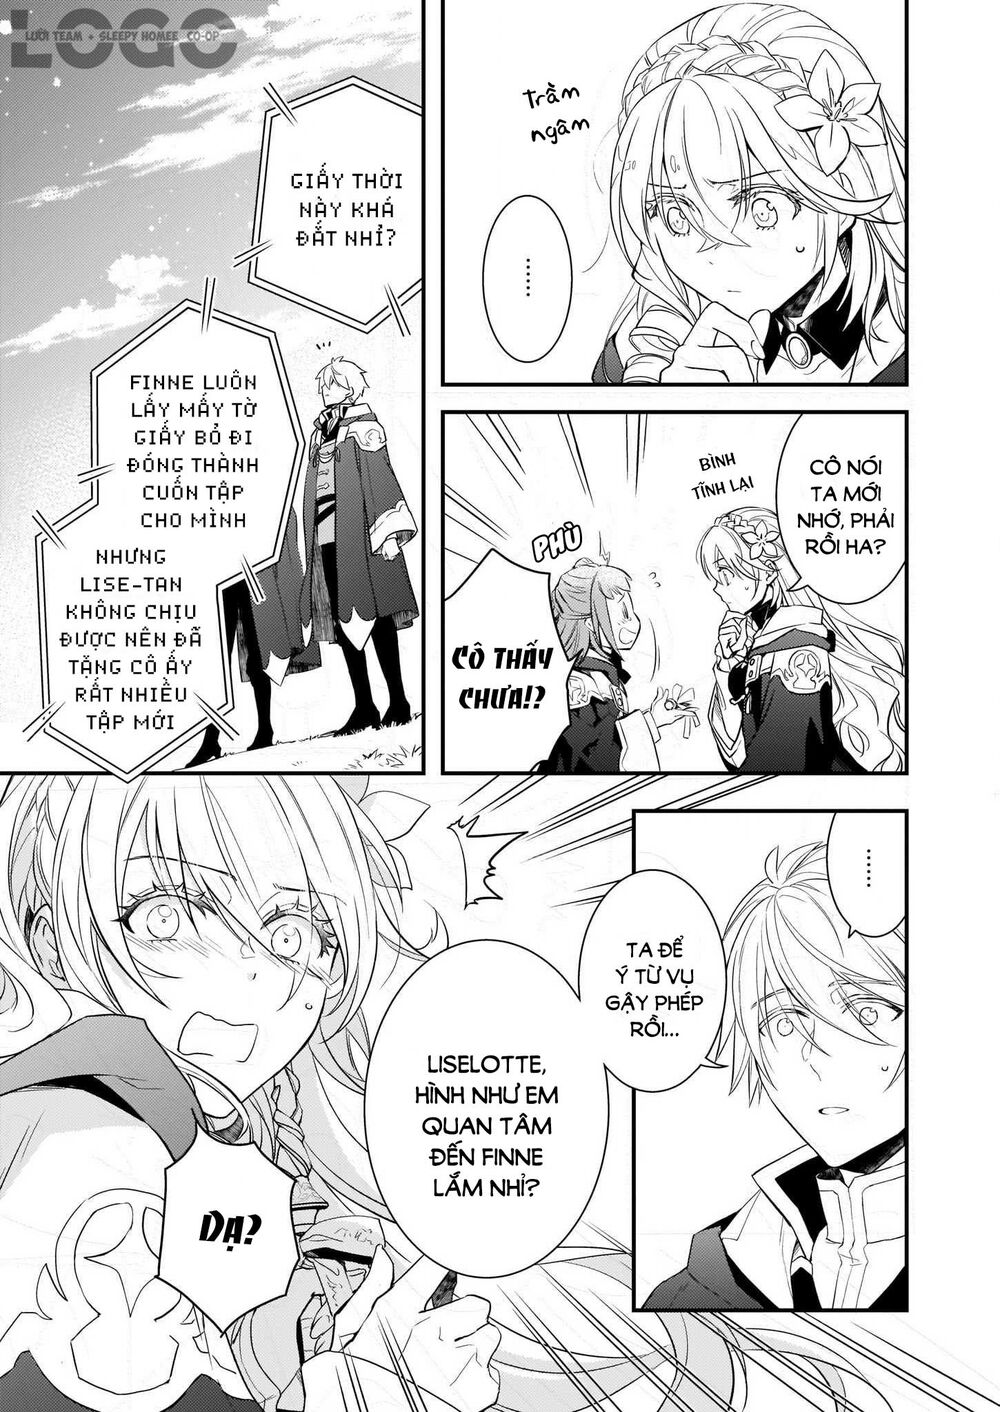 LOGO
LƯỜI TEAM + SLEEPY HOMEE CO-OP
Trầm
ngâm
........
CÔ NÓI
TA MỚI
NHỚ, PHẢI
RỒI HA?
BÌNH
TĨNH LẠI
PHÙ
CÔ THẤY
CHƯA!?
GIẤY THỜI
NÀY KHÁ
ĐẮT NHỈ?
FINNE LUÔN
LẤY MẤY TỜ
GIẤY BỎ ĐI
ĐÓNG THÀNH
CUỐN TẬP
CHO MÌNH
NHƯNG
LISE-TAN
KHÔNG CHỊU
ĐƯỢC NÊN ĐÃ
TẶNG CÔ ẤY
RẤT NHIỀU
TẬP MỚI
......
TA ĐỂ
Ý TỪ VỤ
GẬY PHÉP
RỒI...
LISELOTTE,
HÌNH NHƯ EM
QUAN TÂM
ĐẾN FINNE
LẮM NHỈ?
DẠ?